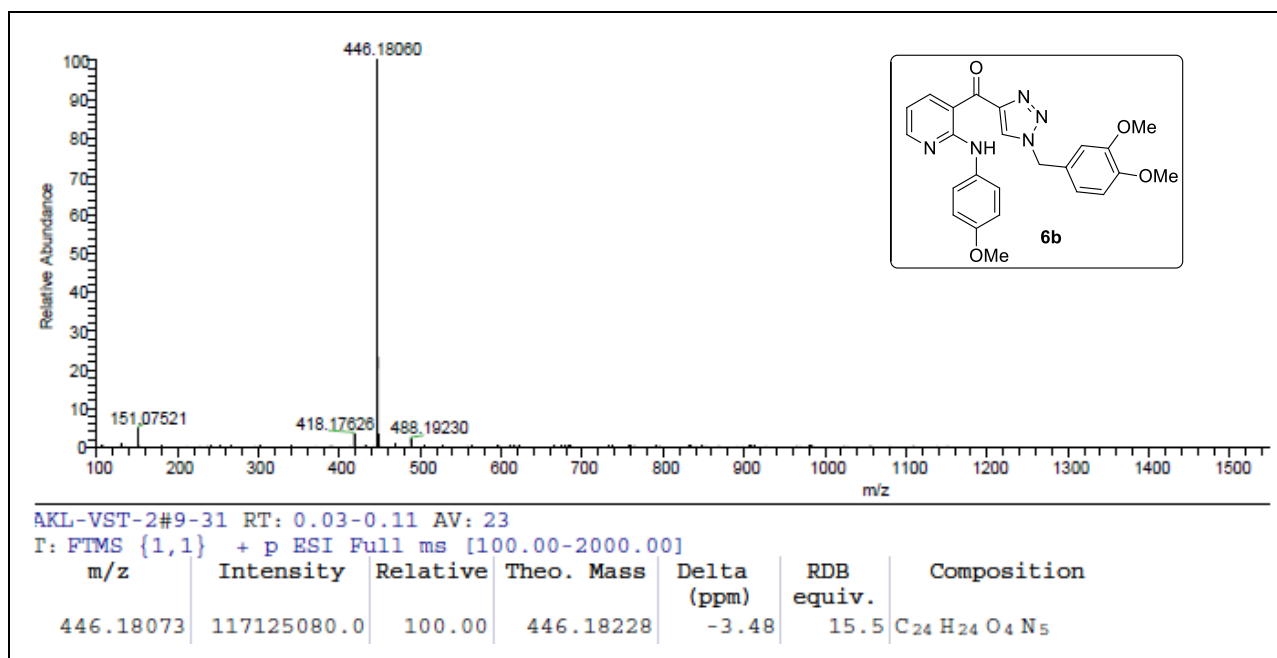 446.18060
100
90
80
70
60
50
40
30
20
10
0
Relative Abundance
151.07521
418.17626
488.19230
100 200 300 400 500 600 700 800 900 1000 1100 1200 1300 1400 1500
m/z
O
N
N
N
N
NH
OMe
OMe
OMe
6b
AKL-VST-2#9-31 RT: 0.03-0.11 AV: 23
T: FTMS {1,1} + p ESI Full ms [100.00-2000.00]
m/z Intensity Relative Theo. Mass Delta (ppm) RDB equiv. Composition
446.18073 117125080.0 100.00 446.18228 -3.48 15.5 C24 H24 O4 N5